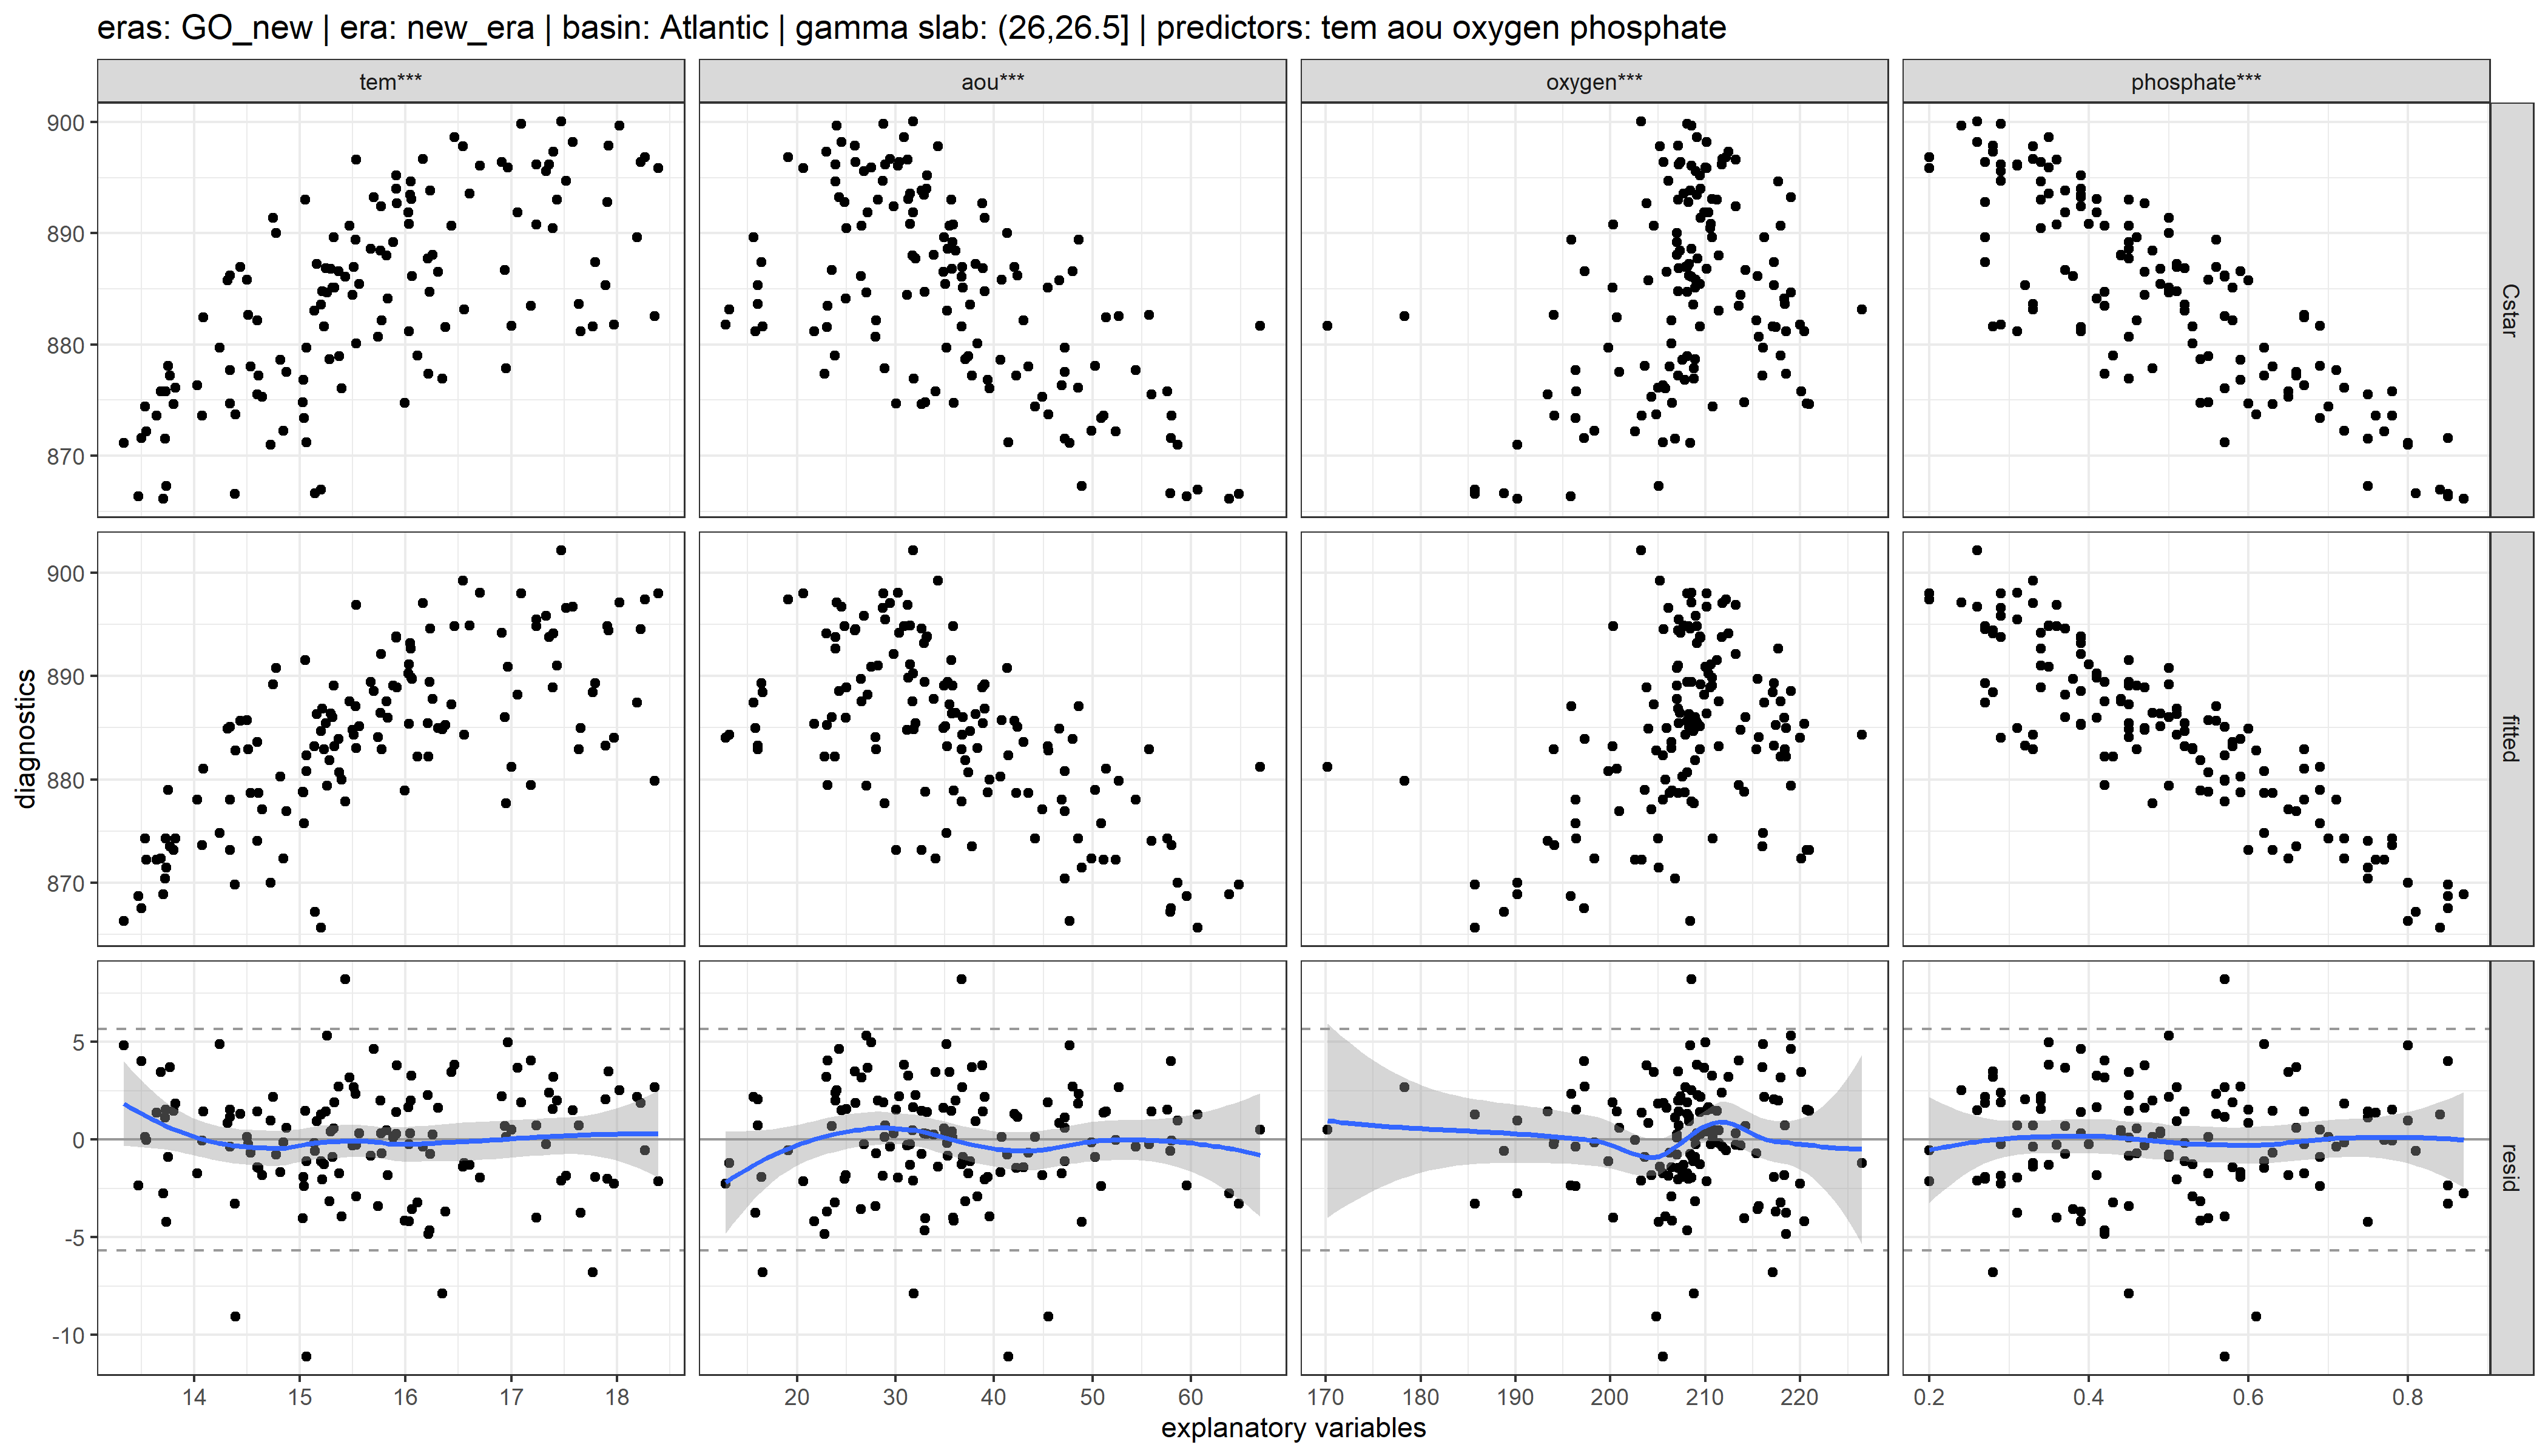 eras: GO_new | era: new_era | basin: Atlantic | gamma slab: (26,26.5] | predictors: tem aou oxygen phosphate
tem*** aou*** oxygen*** phosphate***
900
890
880
870
Cstar
900
890
880
870
fitted
diagnostics
5
0
-5
-10
resid
14 15 16 17 18 20 30 40 50 60 170 180 190 200 210 220 0.2 0.4 0.6 0.8
explanatory variables